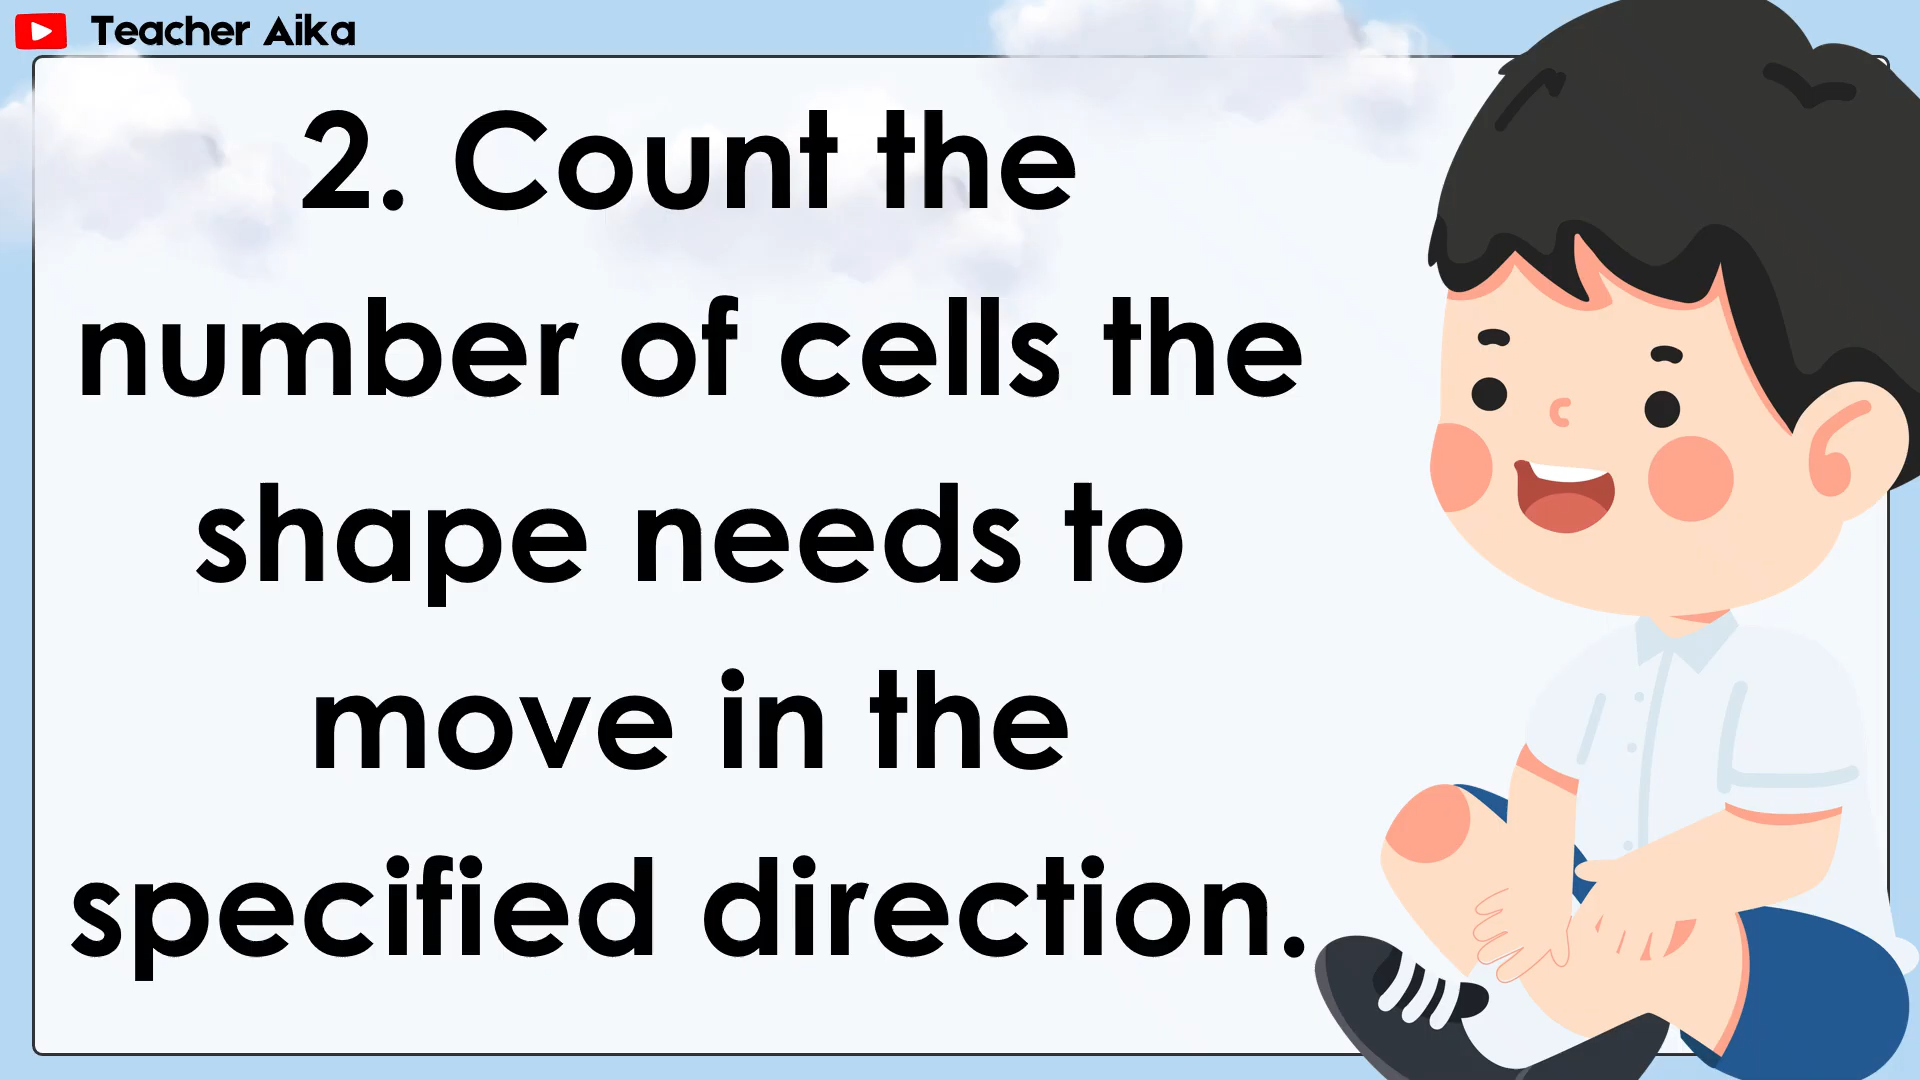 Teacher Aika
2. Count the
number of cells the
shape needs to
move in the
specified direction.